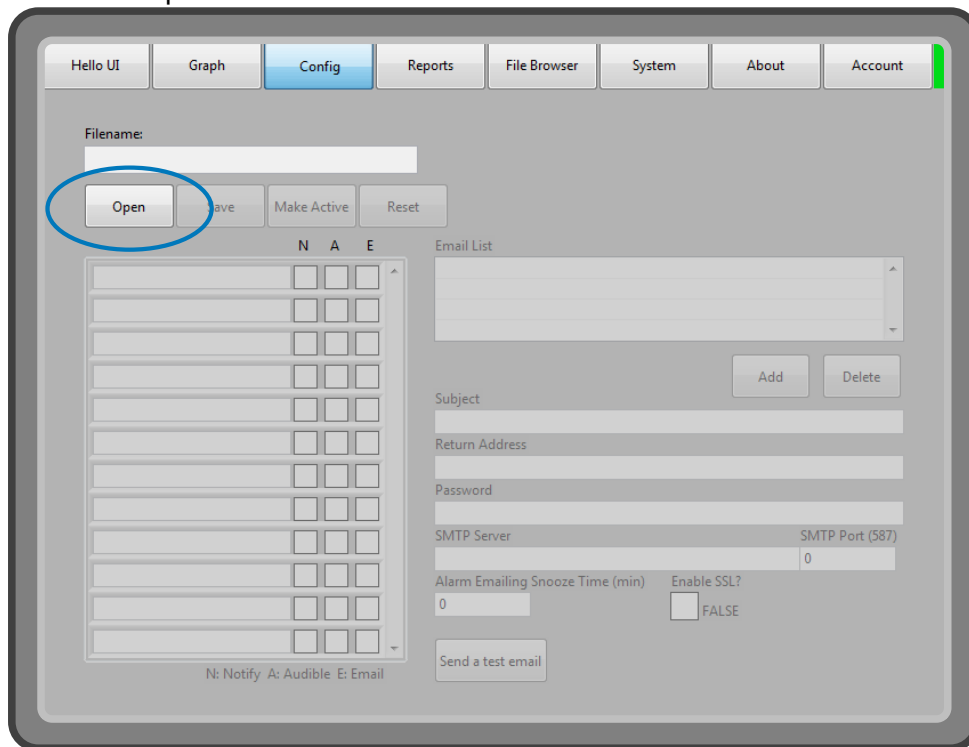 Hello UI Graph Config Reports File Browser System About Account
Filename:
Open Save Make Active Reset
N A E
Email List
Add Delete
Subject
Return Address
Password
SMTP Server SMTP Port (587)
0
Alarm Emailing Snooze Time (min) Enable SSL?
0 FALSE
Send a test email
N: Notify A: Audible E: Email